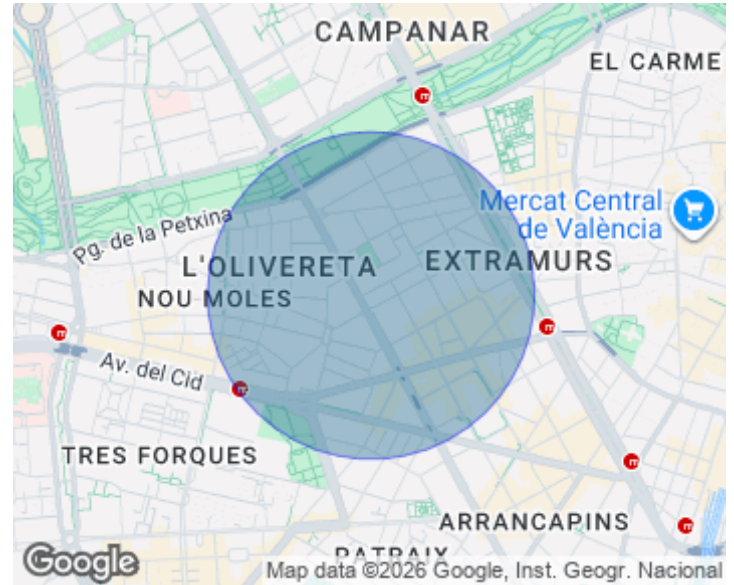 CAMPANAR
EL CARME
Mercat Central
de València
Pg. de la Petxina
L'OLIVERETA
EXTRAMURS
NOU MOLES
Av. del Cid
TRES FORQUES
ARRANCAPINS
PATRAIX
Google
Map data ©2026 Google, Inst. Geogr. Nacional